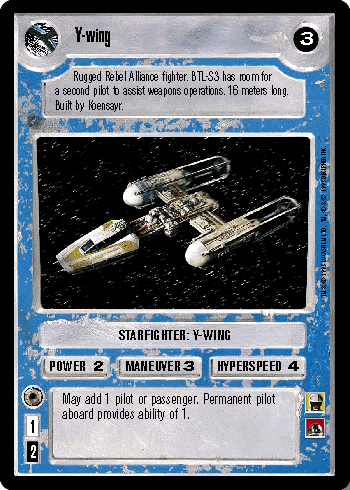 Y-wing
3
Rugged Rebel Alliance fighter. BTL-S3 has room for
a second pilot to assist weapons operations. 16 meters long.
Built by Koensayr.
STARFIGHTER: Y-WING
POWER 2
MANEUVER 3
HYPERSPEED 4
May add 1 pilot or passenger. Permanent pilot
aboard provides ability of 1.
1
2